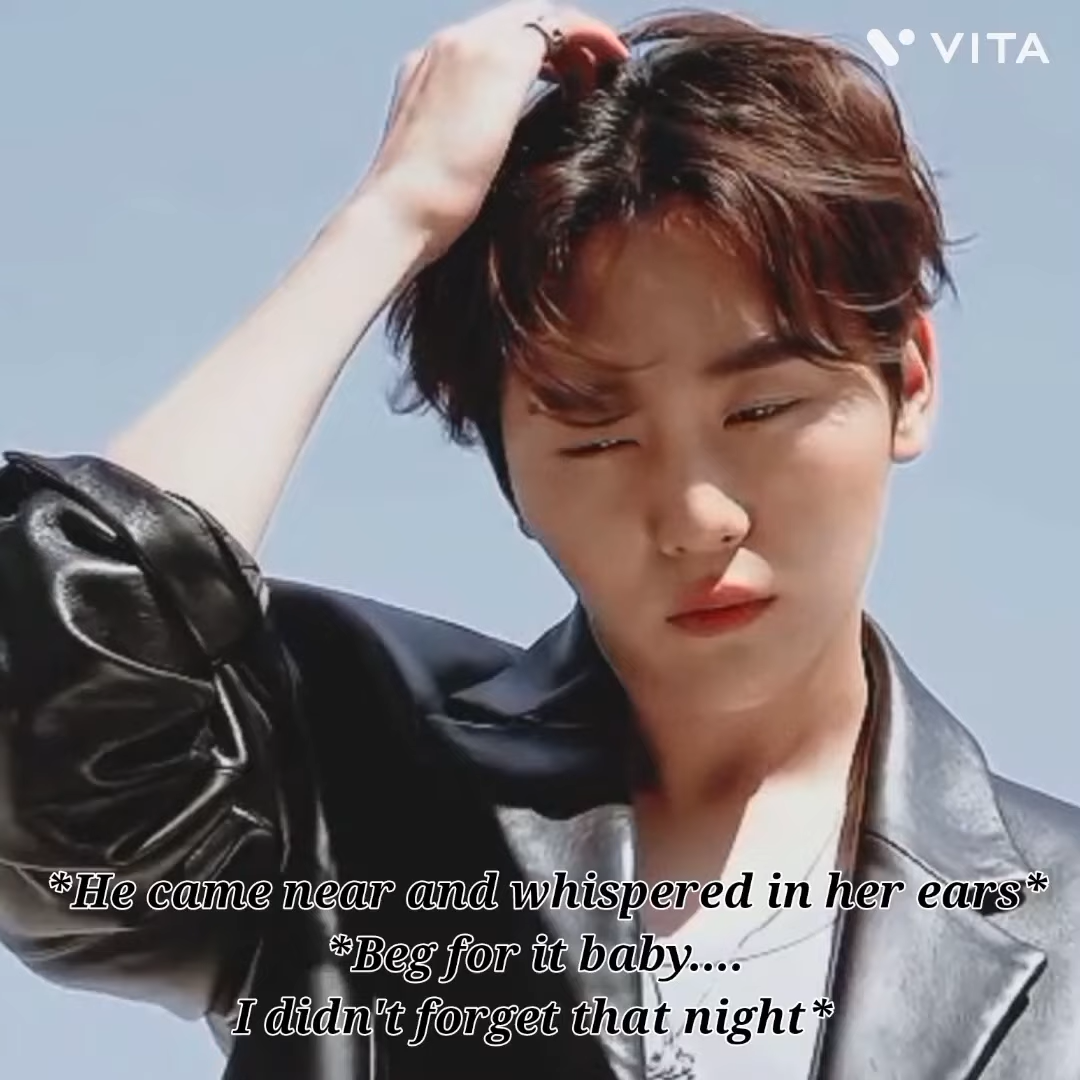 VITA
*He came near and whispered in her ears*
*Beg for it baby....
I didn't forget that night*